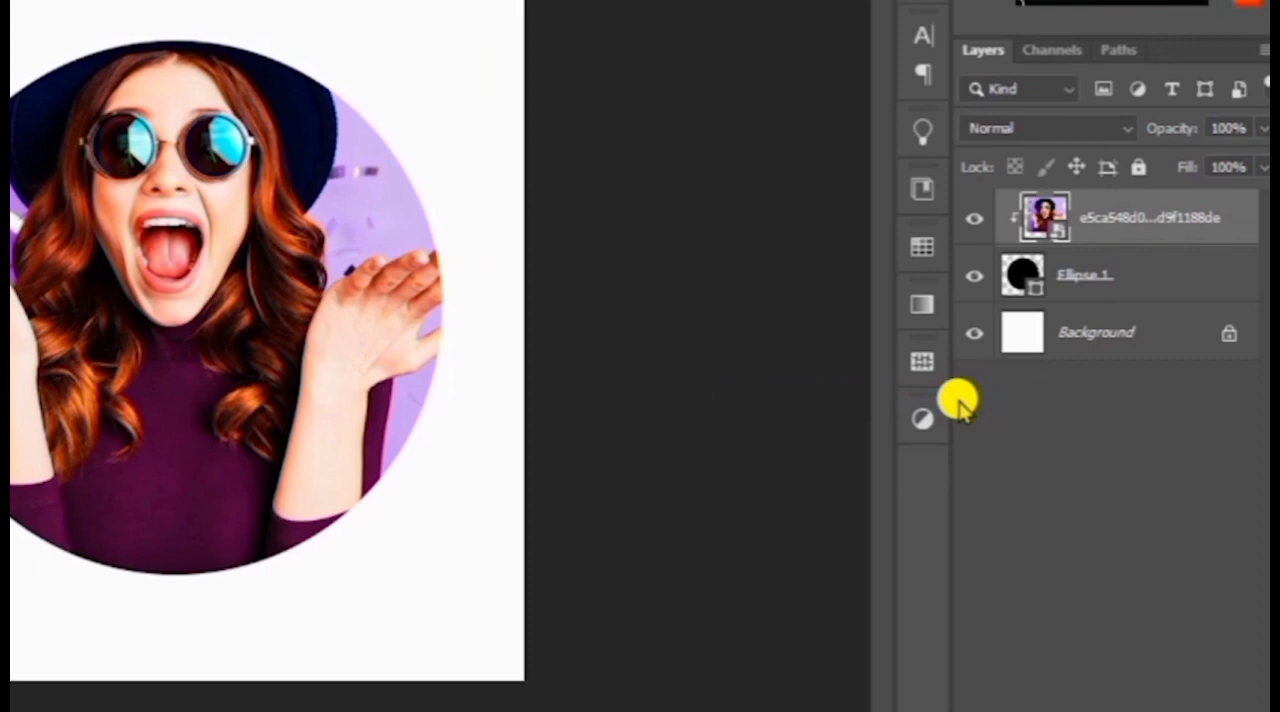 A|
Layers Channels Paths
Kind
Normal Opacity: 100%
Lock: Fill: 100%
e5ca548d0...d9f1188de
Ellipse 1
Background